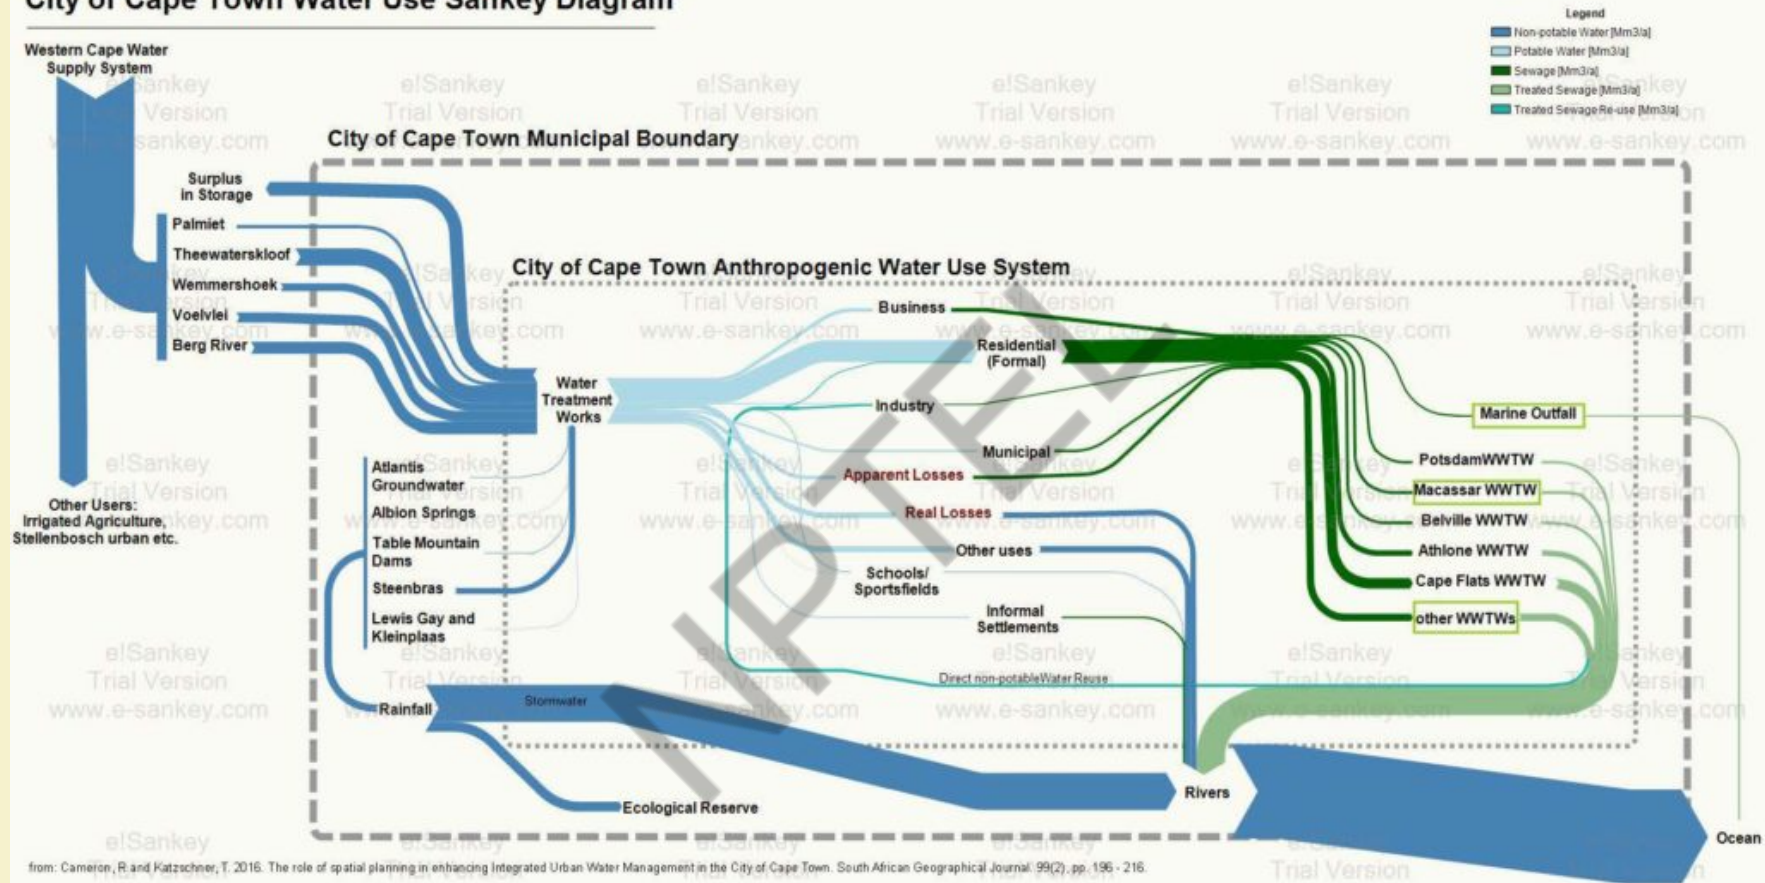 City of Cape Town Water Use Sankey Diagram
Legend
Non-potable Water [Mm3/a]
Potable Water [Mm3/a]
Sewage [Mm3/a]
Treated Sewage [Mm3/a]
Treated Sewage Re-use [Mm3/a]
Western Cape Water
Supply System
City of Cape Town Municipal Boundary
Surplus
in Storage
Palmiet
Theewaterskloof
Wemmershoek
Voelvlei
Berg River
City of Cape Town Anthropogenic Water Use System
Business
Residential
(Formal)
Water
Treatment
Works
Industry
Marine Outfall
Municipal
Apparent Losses
PotsdamWWTW
Macassar WWTW
Belville WWTW
Athlone WWTW
Cape Flats WWTW
other WWTWs
Real Losses
Other uses
Schools/
Sportsfields
Informal
Settlements
Atlantis
Groundwater
Albion Springs
Table Mountain
Dams
Steenbras
Lewis Gay and
Kleinplaas
Other Users:
Irrigated Agriculture,
Stellenbosch urban etc.
Direct non-potableWater Reuse
Stormwater
Rainfall
Ecological Reserve
Rivers
Ocean
NPTEL
e!Sankey
Trial Version
www.e-sankey.com
from: Cameron, R and Katzschner, T. 2016. The role of spatial planning in enhancing Integrated Urban Water Management in the City of Cape Town. South African Geographical Journal. 99(2), pp. 196 - 216.